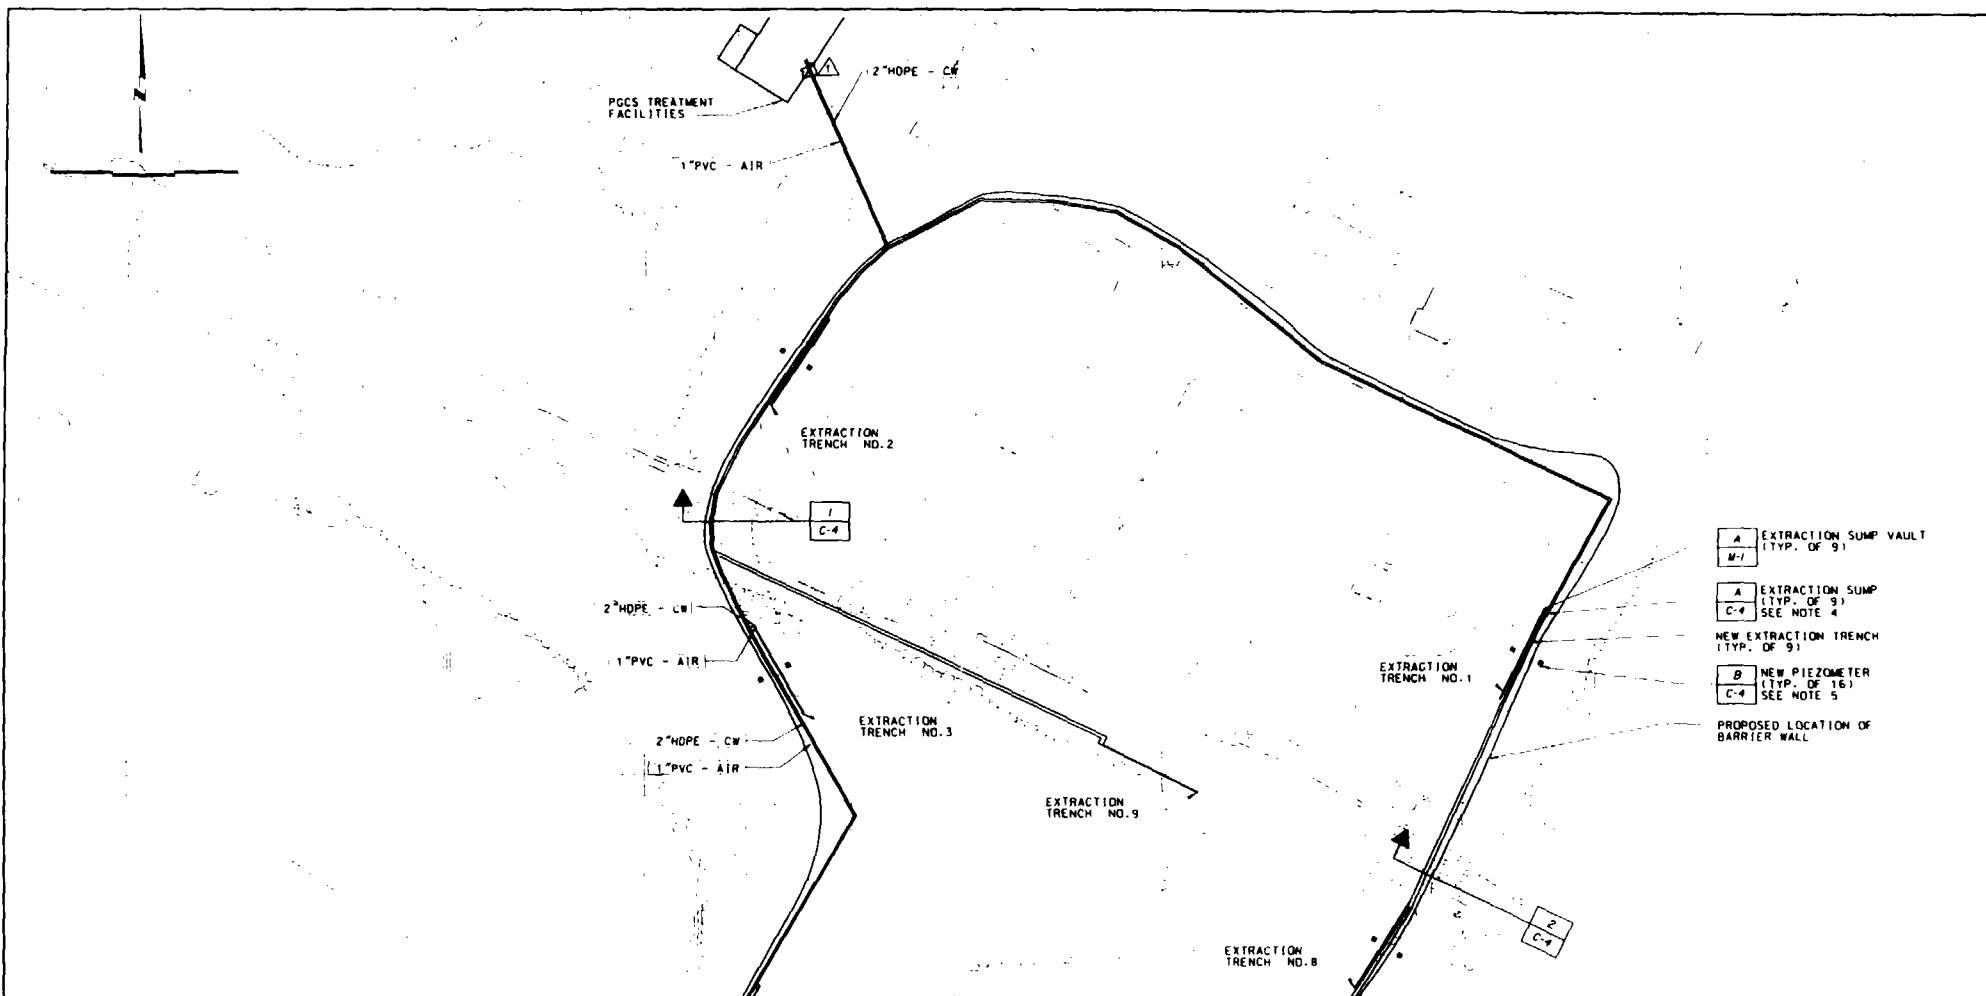 N
1
2"HDPE - CW
PGCS TREATMENT
FACILITIES
1"PVC - AIR
EXTRACTION
TRENCH NO.2
1
C-4
A
M-1
EXTRACTION SUMP VAULT
(TYP. OF 9)
A
C-4
EXTRACTION SUMP
(TYP. OF 9)
SEE NOTE 4
NEW EXTRACTION TRENCH
(TYP. OF 9)
B
C-4
NEW PIEZOMETER
(TYP. OF 16)
SEE NOTE 5
PROPOSED LOCATION OF
BARRIER WALL
2"HDPE - CW
1"PVC - AIR
EXTRACTION
TRENCH NO.1
EXTRACTION
TRENCH NO.3
2"HDPE - CW
1"PVC - AIR
EXTRACTION
TRENCH NO.9
2
C-4
EXTRACTION
TRENCH NO.8